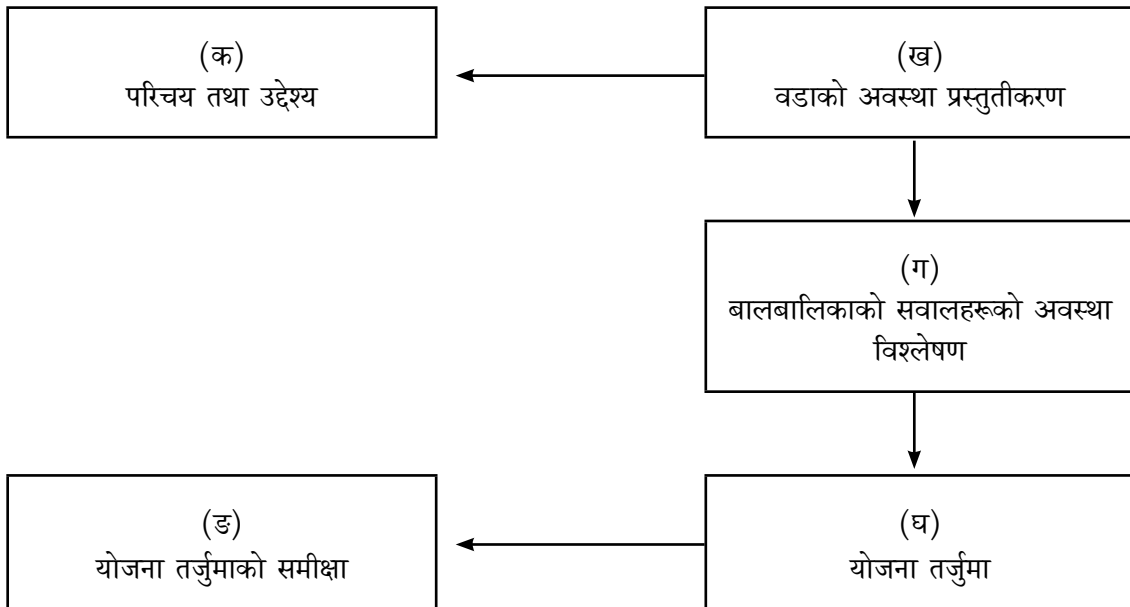 (क)
परिचय तथा उद्देश्य
(ख)
वडाको अवस्था प्रस्तुतीकरण
(ग)
बालबालिकाको सवालहरूको अवस्था
विश्लेषण
(घ)
योजना तर्जुमा
(ङ)
योजना तर्जुमाको समीक्षा